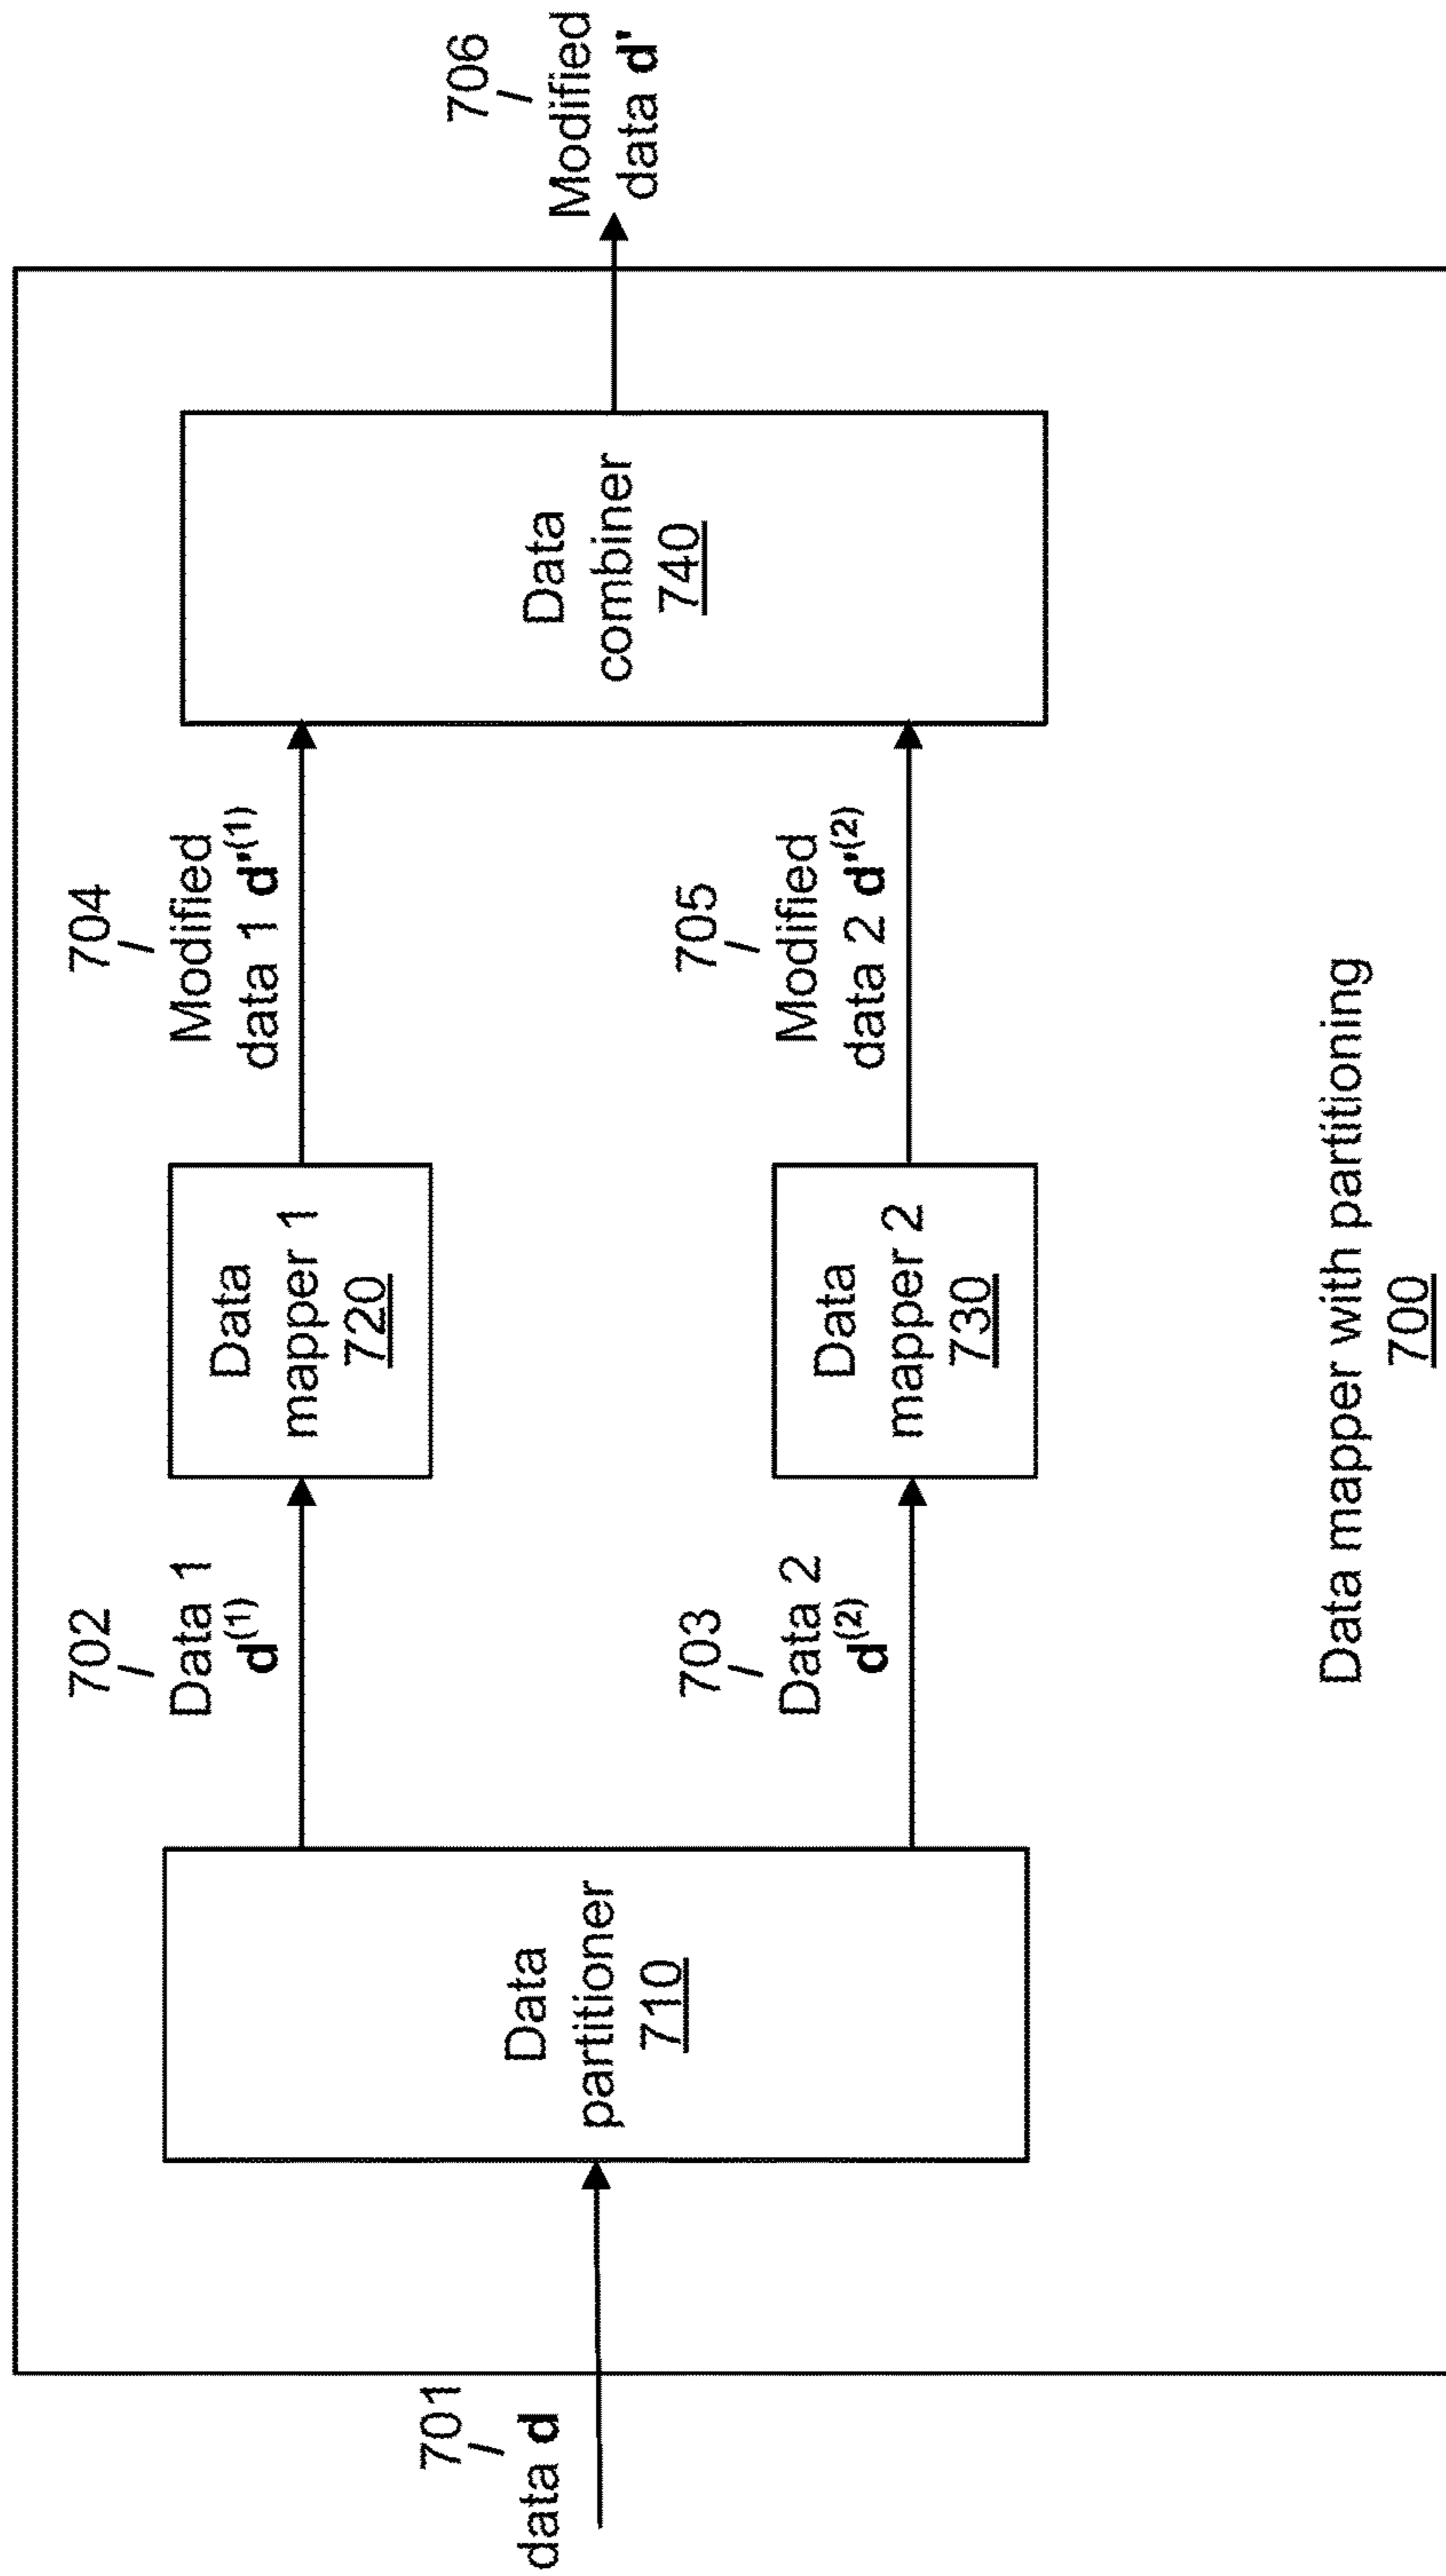 701
data d
Data
partitioner
710
702
Data 1
d(1)
703
Data 2
d(2)
Data
mapper 1
720
Data
mapper 2
730
704
Modified
data 1 d'(1)
705
Modified
data 2 d'(2)
Data
combiner
740
706
Modified
data d'
Data mapper with partitioning
700